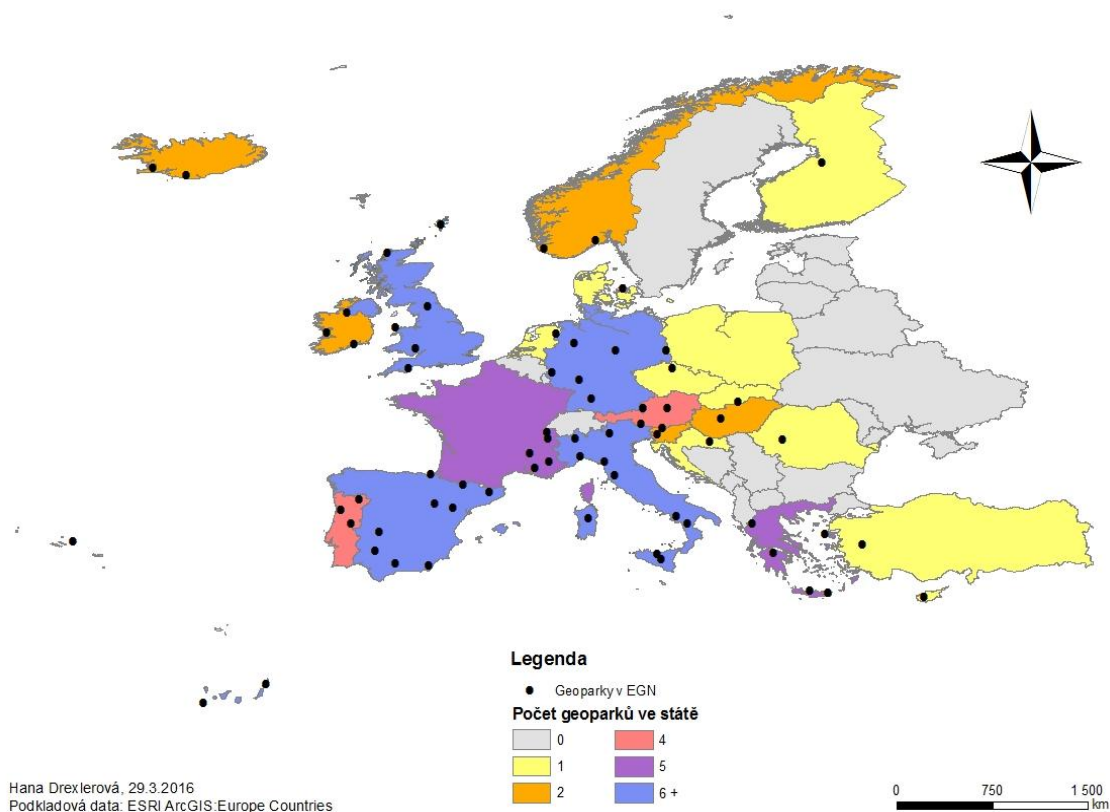 Legenda
Geoparky v EGN
Počet geoparků ve státě
0 4
1 5
2 6 +
Hana Drexlerová, 29.3.2016
Podkladová data: ESRI ArcGIS:Europe Countries
0 750 1 500
km